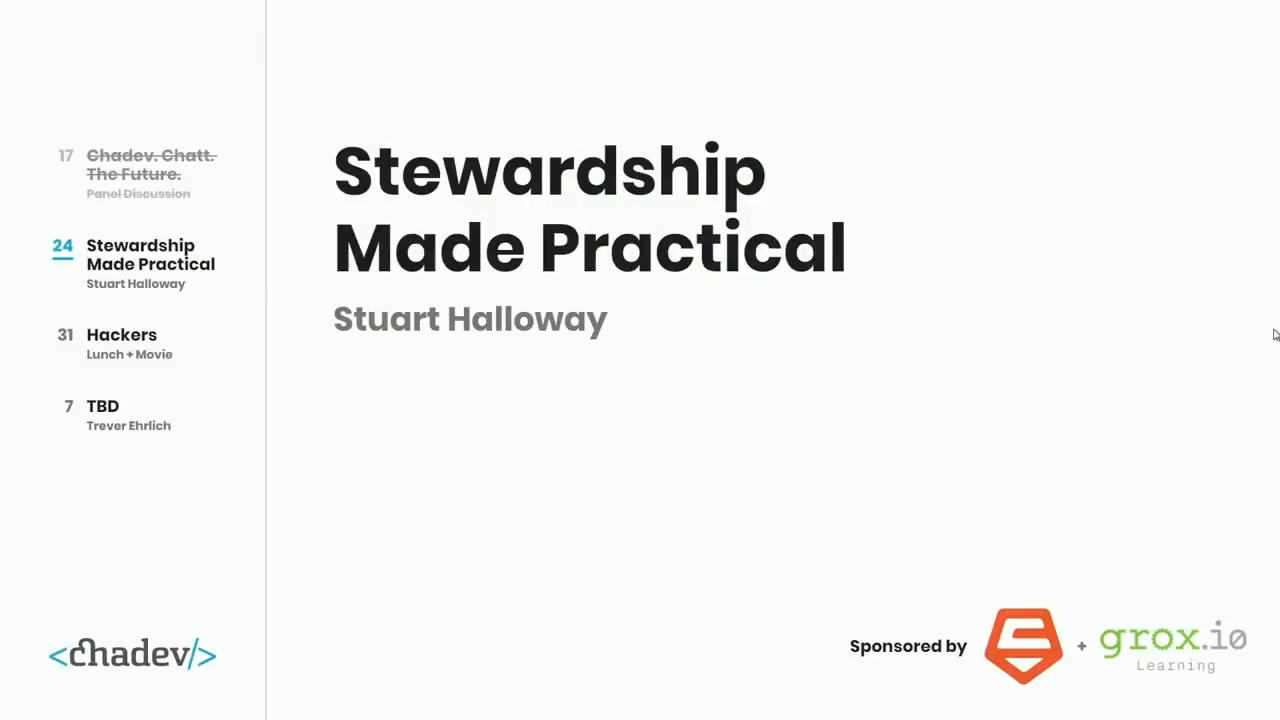 17 Chadev. Chatt.
The Future.
Panel Discussion
24 Stewardship
Made Practical
Stuart Halloway
31 Hackers
Lunch + Movie
7 TBD
Trever Ehrlich
<chadev/>
Stewardship
Made Practical
Stuart Halloway
Sponsored by + grox.io
Learning